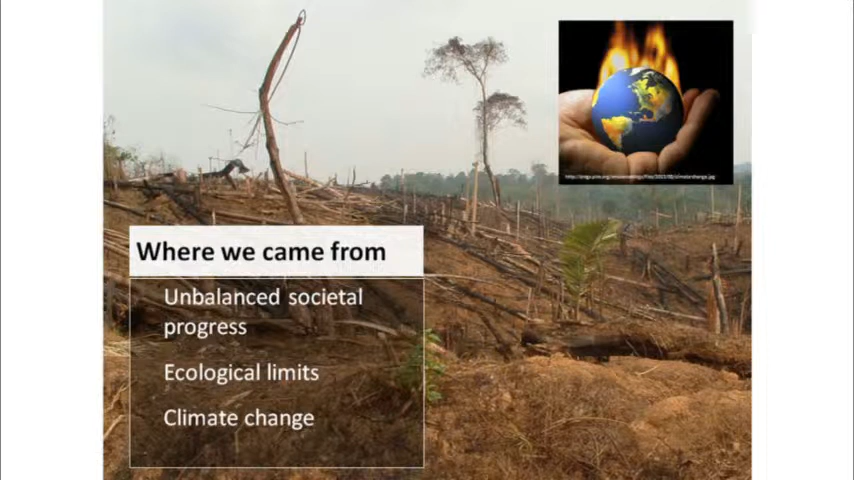 Where we came from
Unbalanced societal
progress
Ecological limits
Climate change